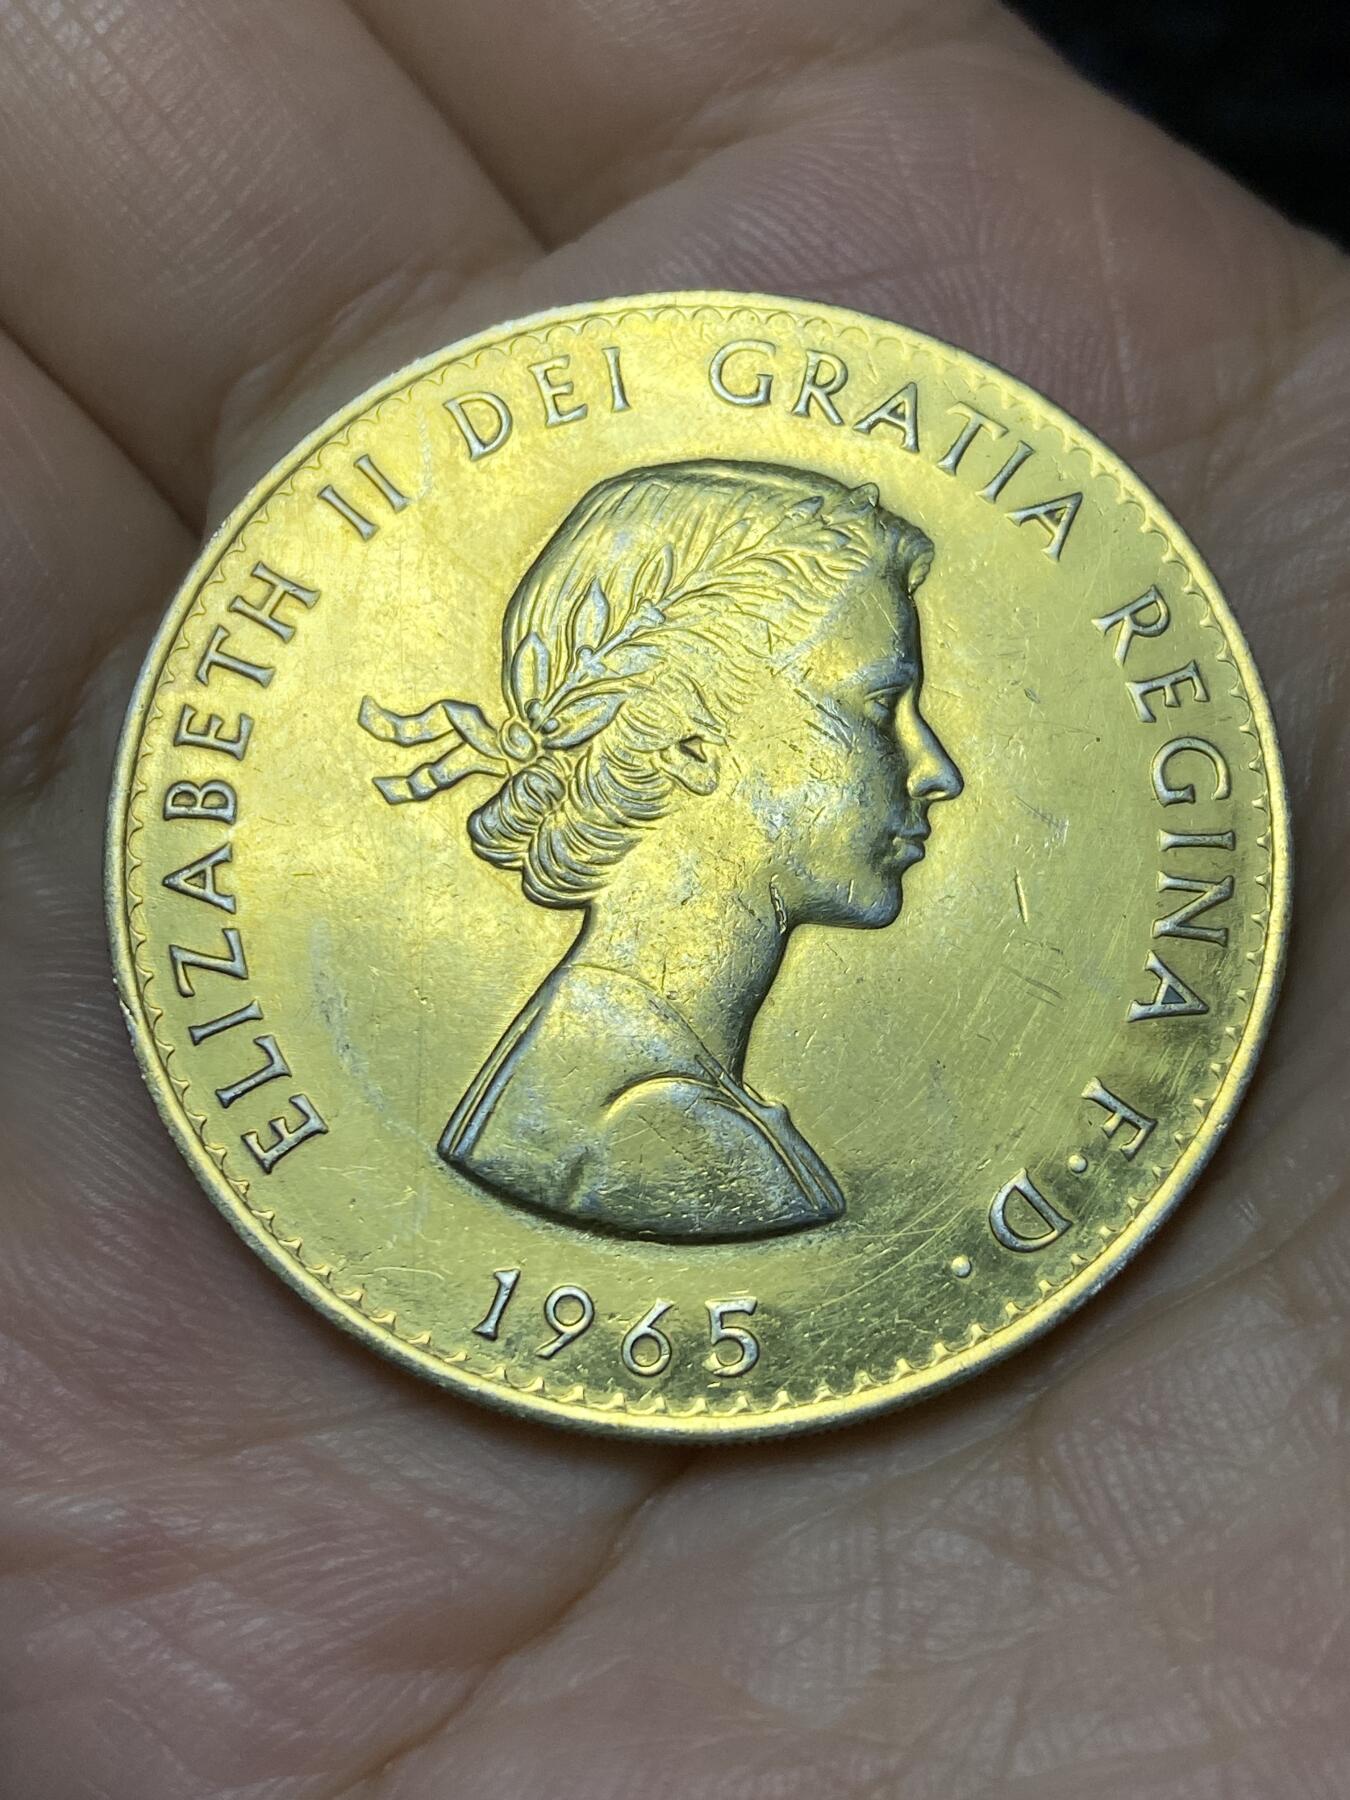 ELIZABETH II DEI GRATIA REGINA F·D·
1965